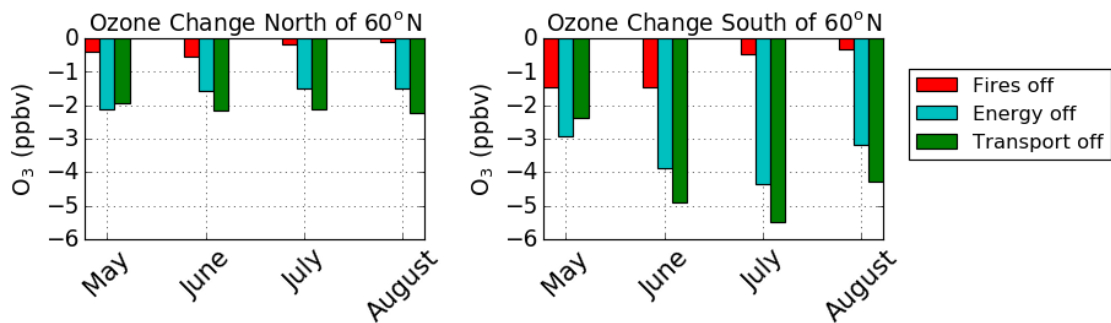 Ozone Change North of 60°N
0
−1
−2
−3
−4
−5
−6
O₃ (ppbv)
May
June
July
August
Ozone Change South of 60°N
0
−1
−2
−3
−4
−5
−6
O₃ (ppbv)
May
June
July
August
Fires off
Energy off
Transport off